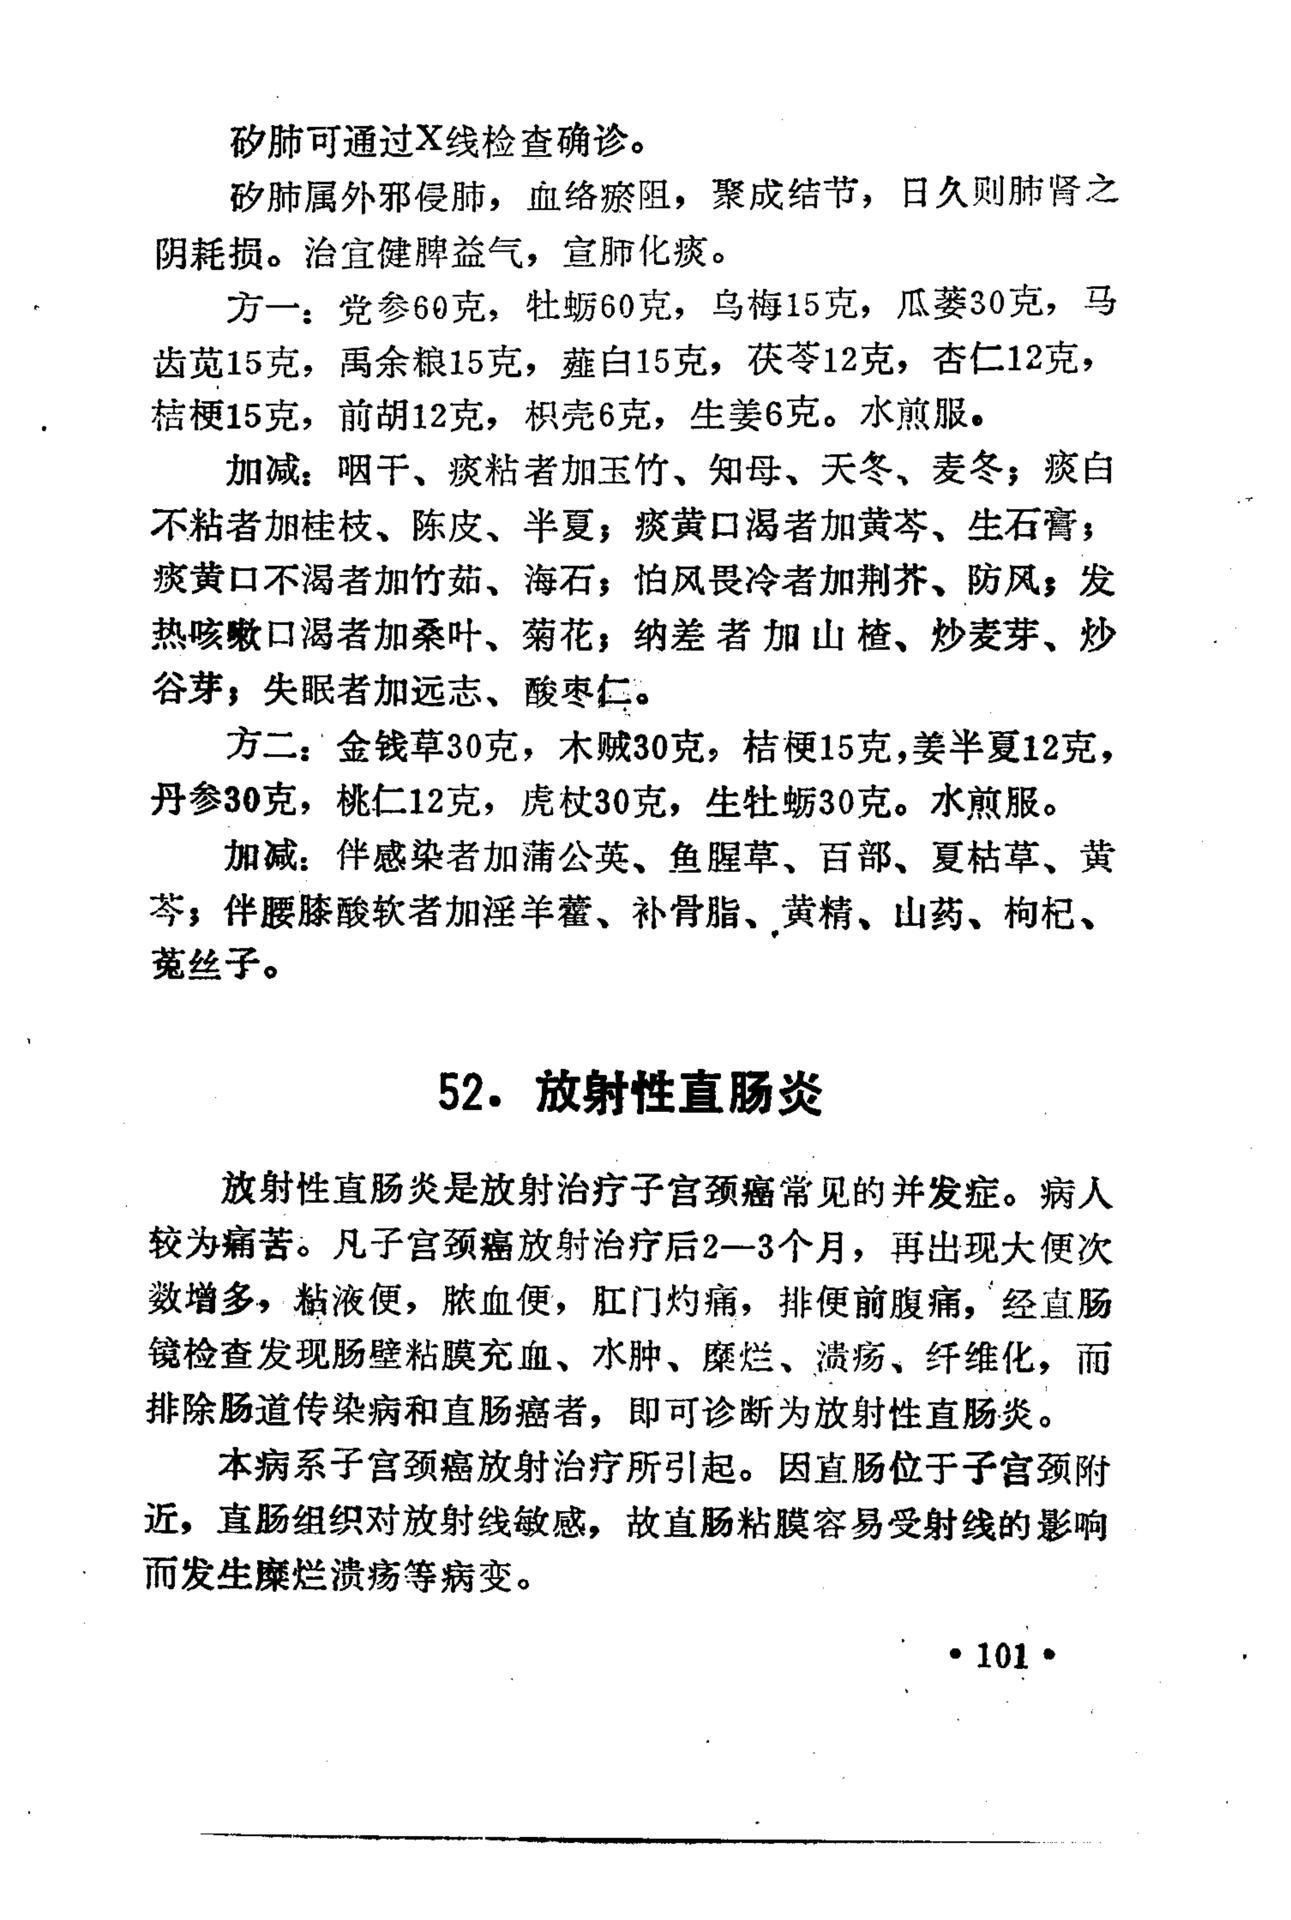 矽肺可通过X线检查确诊。
矽肺属外邪侵肺，血络瘀阻，聚成结节，日久则肺肾之
阴耗损。治宜健脾益气，宣肺化痰。
方一：党参60克，牡蛎60克，乌梅15克，瓜蒌30克，马
齿苋15克，禹余粮15克，薤白15克，茯苓12克，杏仁12克，
桔梗15克，前胡12克，枳壳6克，生姜6克。水煎服。
加减：咽干、痰粘者加玉竹、知母、天冬、麦冬；痰白
不粘者加桂枝、陈皮、半夏；痰黄口渴者加黄芩、生石膏；
痰黄口不渴者加竹茹、海石；怕风畏冷者加荆芥、防风；发
热咳嗽口渴者加桑叶、菊花；纳差者加山楂、炒麦芽、炒
谷芽；失眠者加远志、酸枣仁。
方二：金钱草30克，木贼30克，桔梗15克，姜半夏12克，
丹参30克，桃仁12克，虎杖30克，生牡蛎30克。水煎服。
加减：伴感染者加蒲公英、鱼腥草、百部、夏枯草、黄
芩；伴腰膝酸软者加淫羊藿、补骨脂、黄精、山药、枸杞、
菟丝子。
52．放射性直肠炎
放射性直肠炎是放射治疗子宫颈癌常见的并发症。病人
较为痛苦。凡子宫颈癌放射治疗后2—3个月，再出现大便次
数增多，粘液便，脓血便，肛门灼痛，排便前腹痛，经直肠
镜检查发现肠壁粘膜充血、水肿、糜烂、溃疡、纤维化，而
排除肠道传染病和直肠癌者，即可诊断为放射性直肠炎。
本病系子宫颈癌放射治疗所引起。因直肠位于子宫颈附
近，直肠组织对放射线敏感，故直肠粘膜容易受射线的影响
而发生糜烂溃疡等病变。
• 101 •